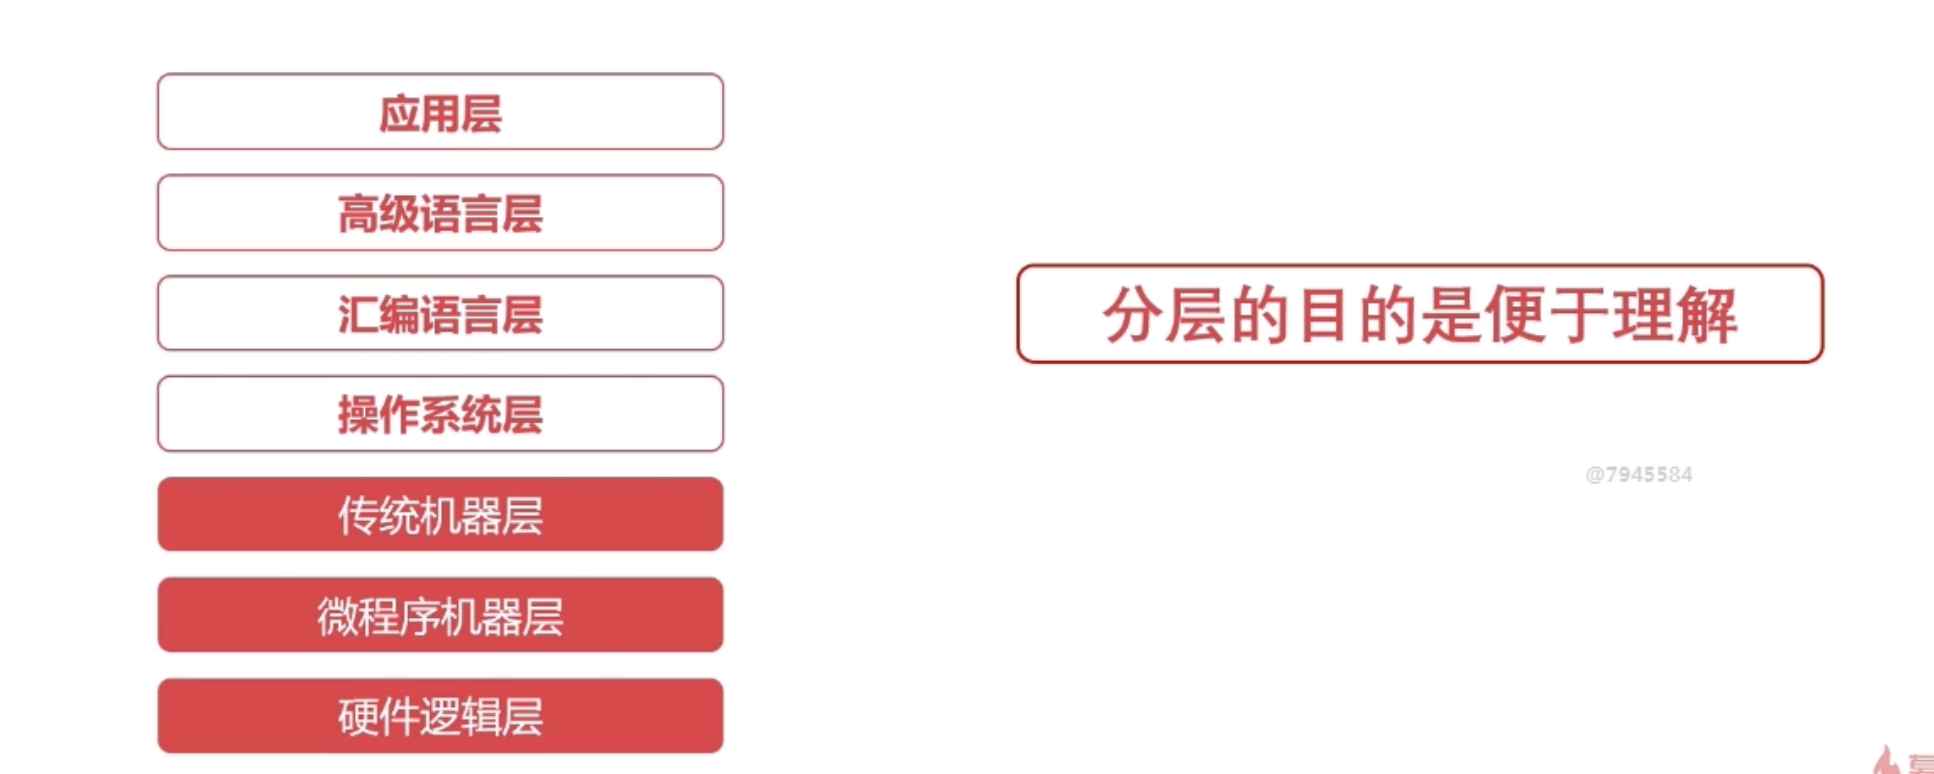 应用层
高级语言层
汇编语言层
操作系统层
传统机器层
微程序机器层
硬件逻辑层
分层的目的是便于理解
@7945584